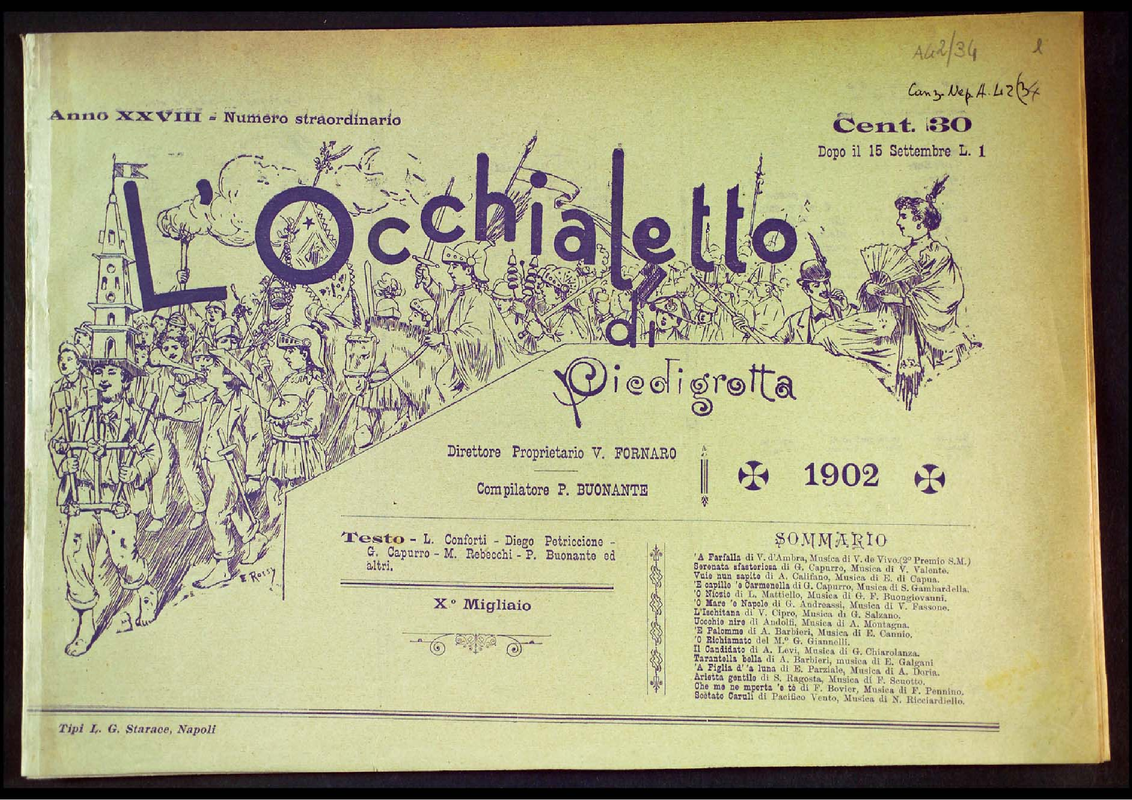 A42/34
Canz. Nap. A. 42/34
Anno XXVIII - Numero straordinario
Cent. 30
Dopo il 15 Settembre L. 1
L'Occhialetto
di
Piedigrotta
Direttore Proprietario V. FORNARO
Compilatore P. BUONANTE
1902
Testo - L. Conforti - Diego Petriccione -
G. Capurro - M. Rebecchi - P. Buonante ed
altri.
X° Migliaio
SOMMARIO
'A Farfalla di V. d'Ambra, Musica di V. de Vivo.(2° Premio S.M.)
Serenata sfasteriosa di G. Capurro, Musica di V. Valente.
Vuie nun sapite di A. Califano, Musica di E. di Capua.
'E capille 'e Carmenella di G. Capurro, Musica di S. Gambardella.
'O Niosio di L. Mattiello, Musica di G. F. Buongiovanni.
'O Mare 'e Napole di G. Andreassi, Musica di V. Fassone.
L'Ischitana di V. Cipro, Musica di G. Salzano.
Uocchie nire di Andolfi, Musica di A. Montagna.
'E Palomme di A. Barbieri, Musica di E. Cannio.
'O Richiamato del M.° G. Giannelli.
Il Candidato di A. Levi, Musica di G. Chiarolanza.
Tarantella bella di A. Barbieri, musica di E. Galgani
'A Figlia d' 'a luna di E. Parziale, Musica di A. Doria.
Arietta gentile di S. Ragosta, Musica di F. Scuotto.
Che me ne mporta 'e tè di F. Bovier, Musica di F. Pennino.
Scètate Carulì di Pacifico Vento, Musica di N. Ricciardiello.
E. Rossy
Tipi L. G. Starace, Napoli